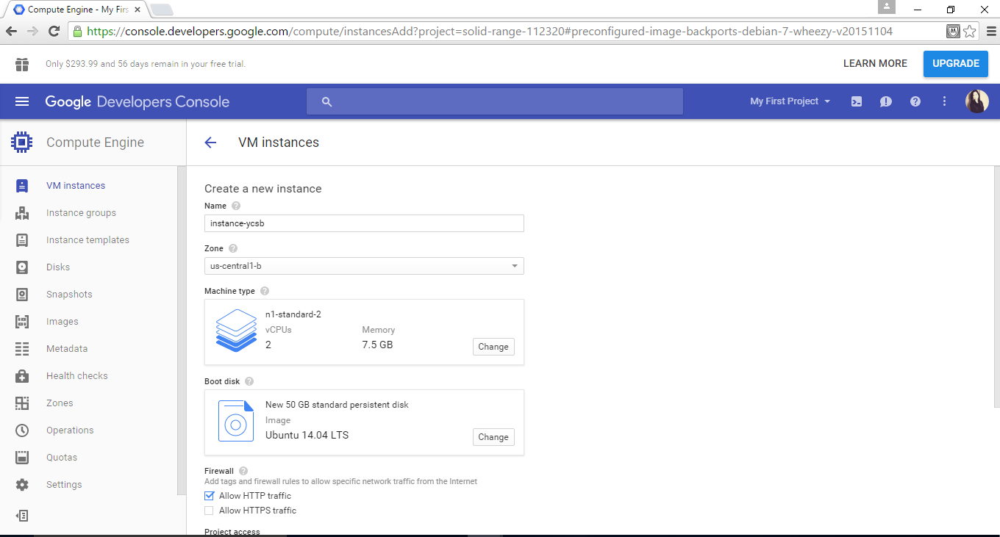 Compute Engine - My Firs
https://console.developers.google.com/compute/instancesAdd?project=solid-range-112320#preconfigured-image-backports-debian-7-wheezy-v20151104
Only $293.99 and 56 days remain in your free trial.
LEARN MORE
UPGRADE
Google Developers Console
My First Project
Compute Engine
VM instances
VM instances
Instance groups
Instance templates
Disks
Snapshots
Images
Metadata
Health checks
Zones
Operations
Quotas
Settings
Create a new instance
Name
instance-ycsb
Zone
us-central1-b
Machine type
n1-standard-2
vCPUs Memory
2 7.5 GB
Change
Boot disk
New 50 GB standard persistent disk
Image
Ubuntu 14.04 LTS
Change
Firewall
Add tags and firewall rules to allow specific network traffic from the Internet
Allow HTTP traffic
Allow HTTPS traffic
Project access